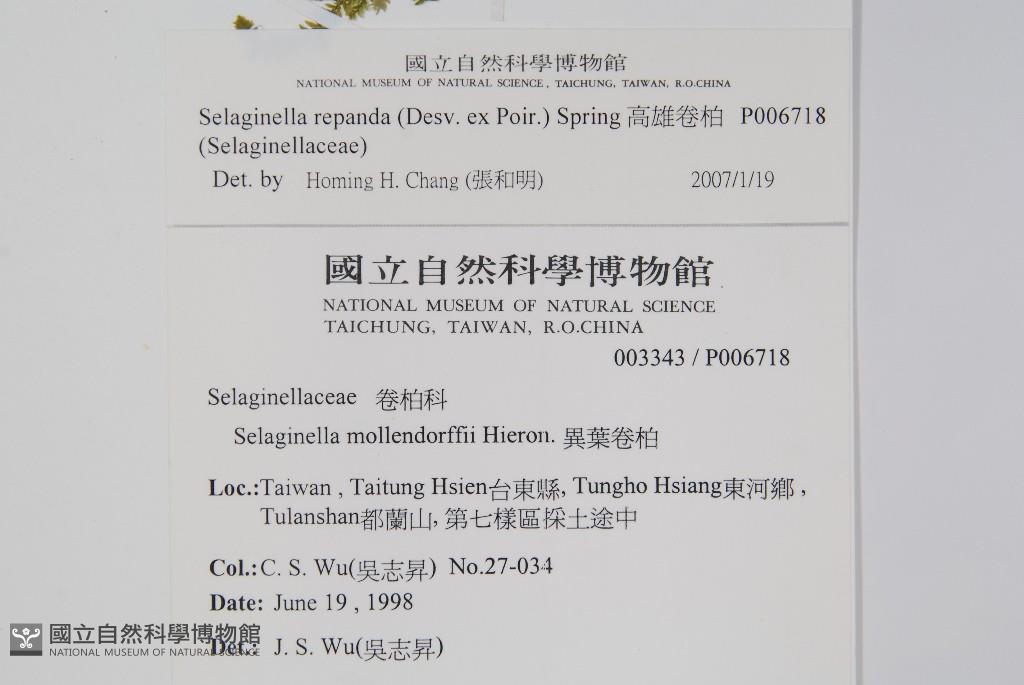 國立自然科學博物館
NATIONAL MUSEUM OF NATURAL SCIENCE, TAICHUNG, TAIWAN, R.O.CHINA
Selaginella repanda (Desv. ex Poir.) Spring 高雄卷柏 P006718
(Selaginellaceae)
Det. by Homing H. Chang (張和明) 2007/1/19
國立自然科學博物館
NATIONAL MUSEUM OF NATURAL SCIENCE
TAICHUNG, TAIWAN, R.O.CHINA
003343 / P006718
Selaginellaceae 卷柏科
Selaginella mollendorffii Hieron. 異葉卷柏
Loc.:Taiwan , Taitung Hsien台東縣, Tungho Hsiang東河鄉 ,
Tulanshan都蘭山, 第七樣區採土途中
Col.: C. S. Wu(吳志昇) No.27-034
Date: June 19 , 1998
Det.: J. S. Wu(吳志昇)
國立自然科學博物館
NATIONAL MUSEUM OF NATURAL SCIENCE